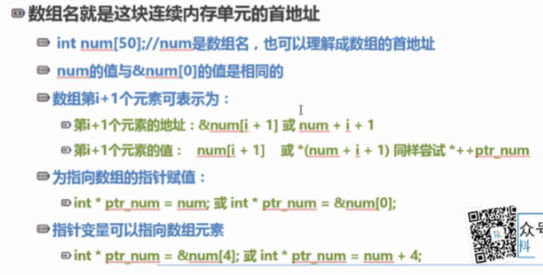 数组名就是这块连续内存单元的首地址
int num[50];//num是数组名，也可以理解成数组的首地址
num的值与&num[0]的值是相同的
数组第i+1个元素可表示为：
第i+1个元素的地址：&num[i + 1] 或 num + i + 1
第i+1个元素的值： num[i + 1] 或 *(num + i + 1) 同样尝试 *++ptr_num
为指向数组的指针赋值：
int * ptr_num = num; 或 int * ptr_num = &num[0];
指针变量可以指向数组元素
int * ptr_num = &num[4]; 或 int * ptr_num = num + 4;
众号
科